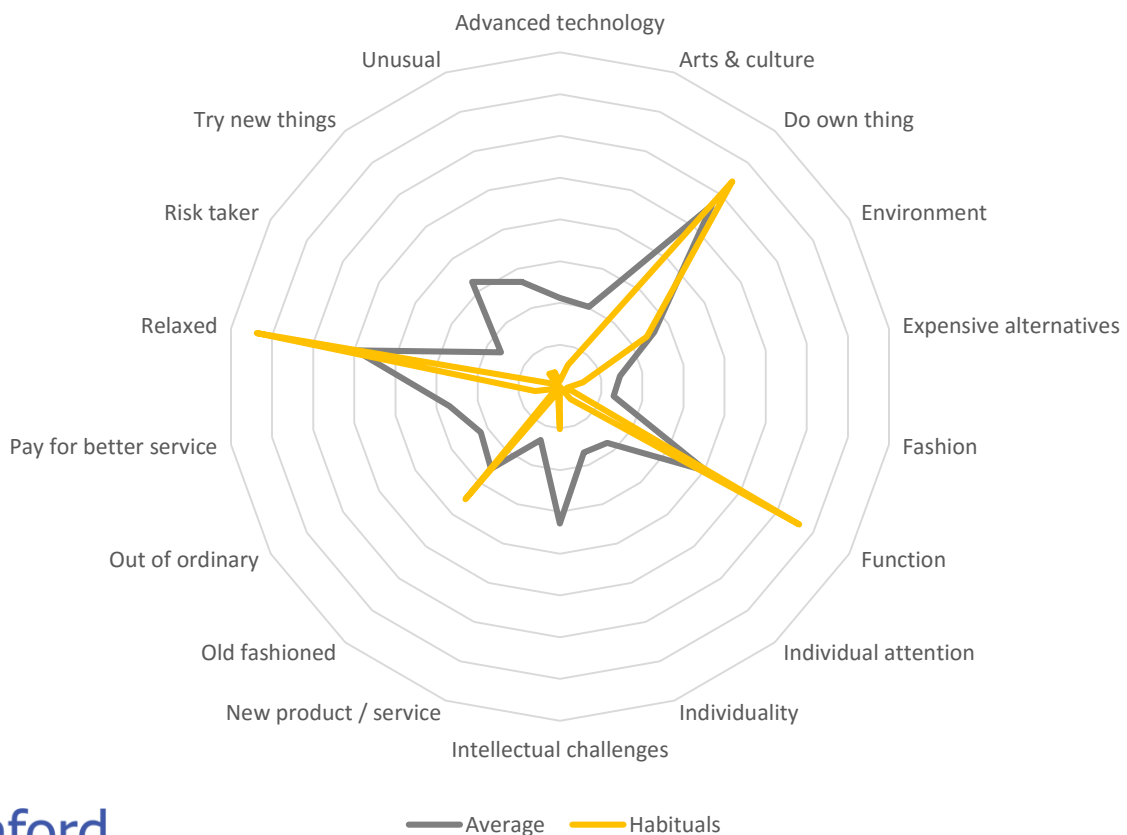 Advanced technology
Unusual
Arts & culture
Try new things
Do own thing
Risk taker
Environment
Relaxed
Expensive alternatives
Pay for better service
Fashion
Out of ordinary
Function
Old fashioned
Individual attention
New product / service
Individuality
Intellectual challenges
Average
Habituals